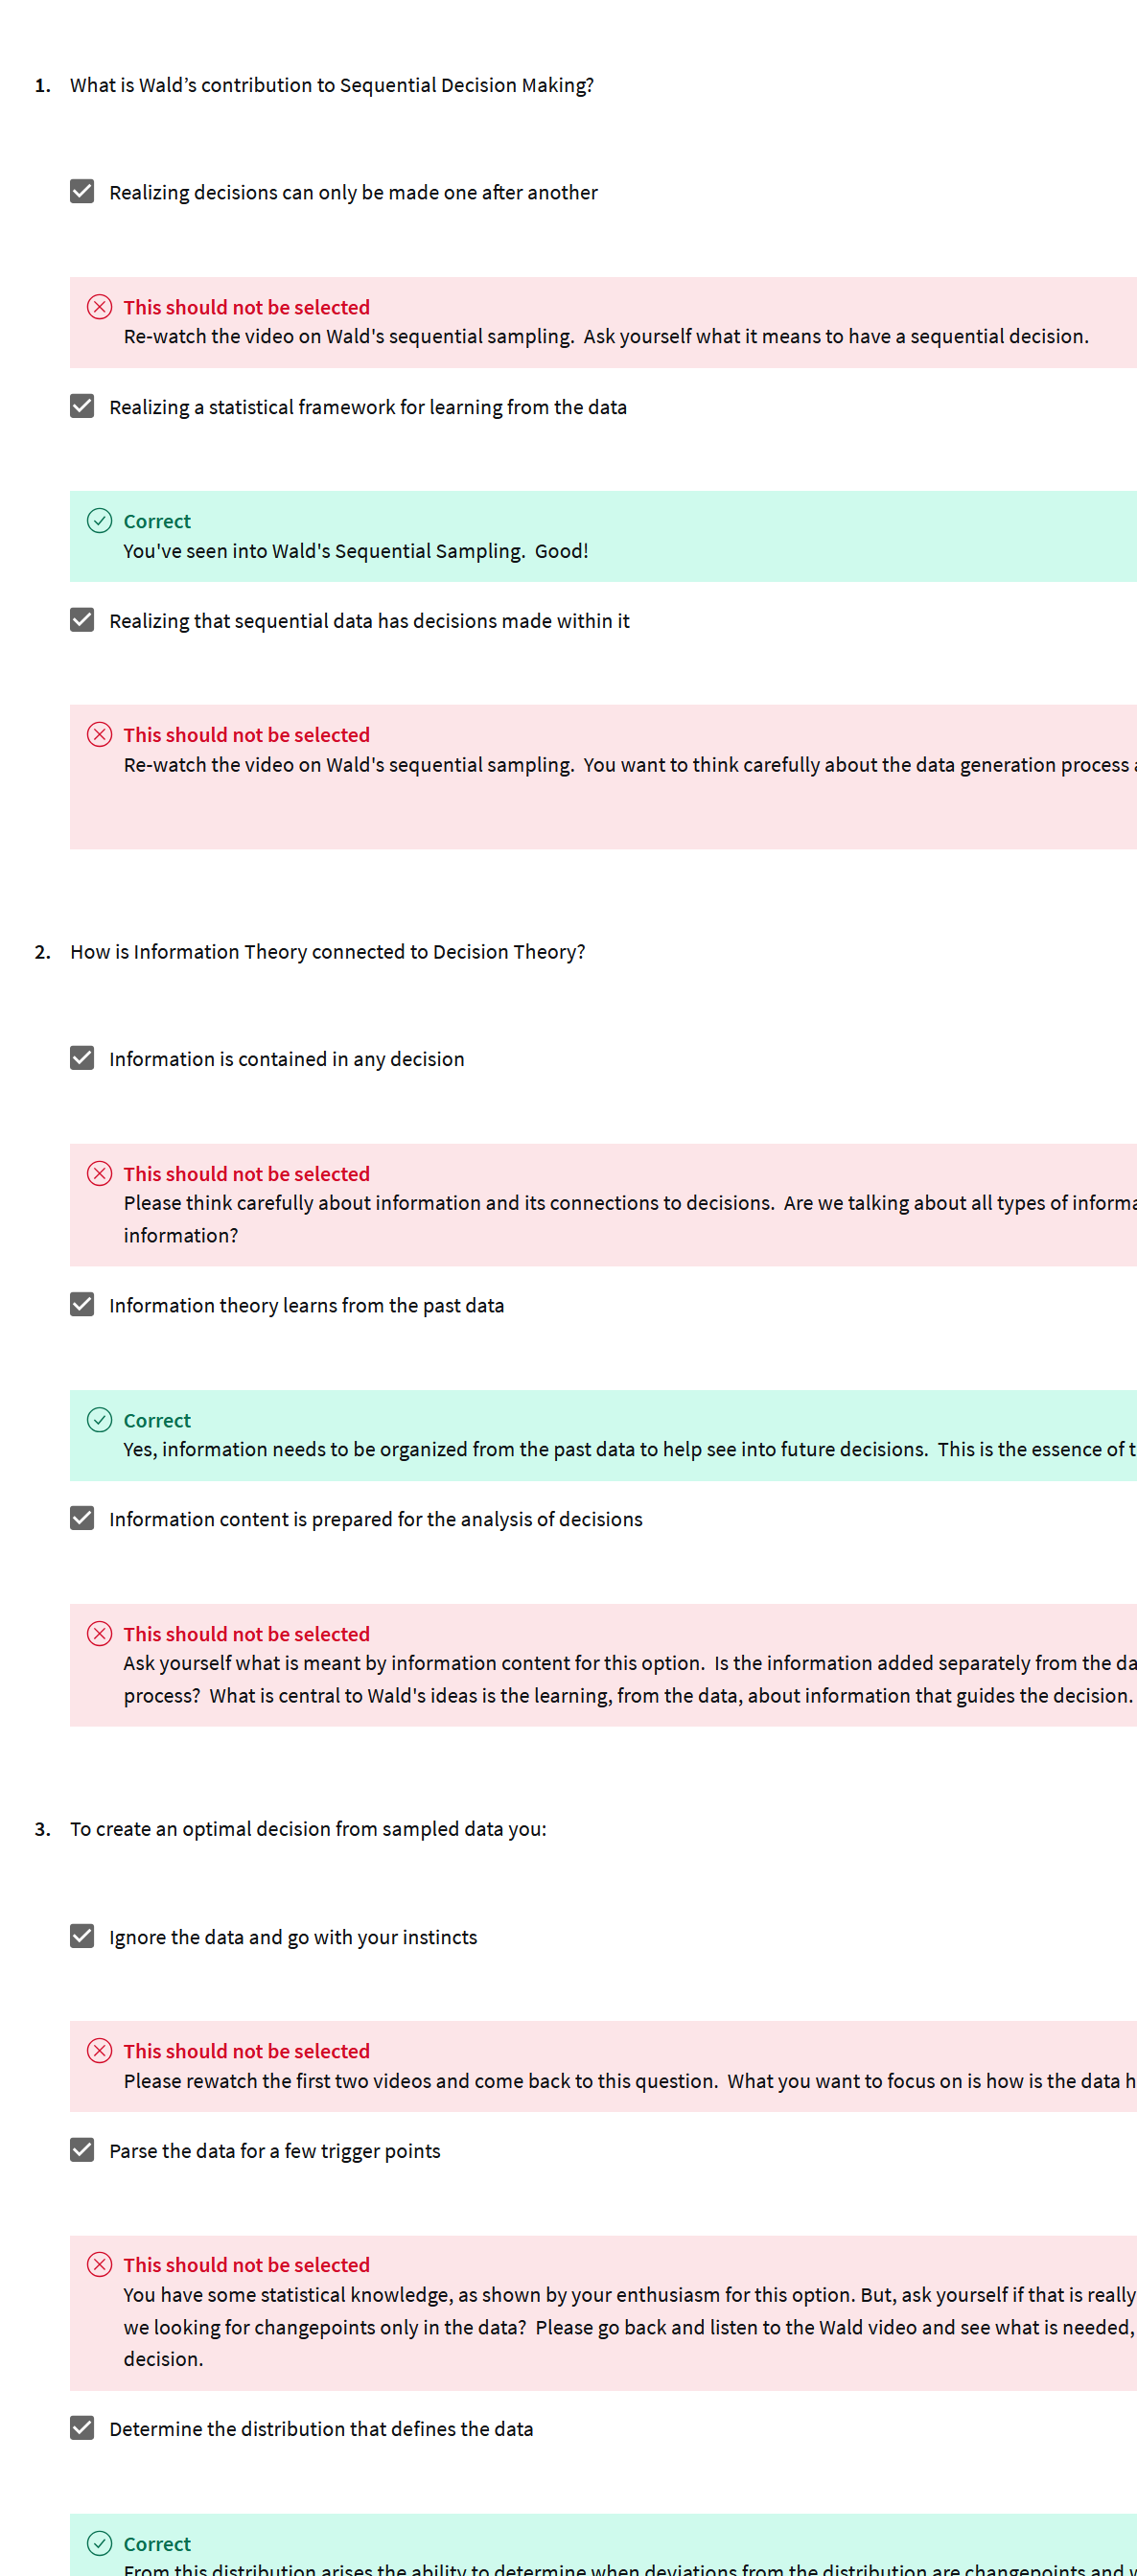 1. What is Wald’s contribution to Sequential Decision Making?
Realizing decisions can only be made one after another
This should not be selected
Re-watch the video on Wald's sequential sampling. Ask yourself what it means to have a sequential decision.
Realizing a statistical framework for learning from the data
Correct
You've seen into Wald's Sequential Sampling. Good!
Realizing that sequential data has decisions made within it
This should not be selected
Re-watch the video on Wald's sequential sampling. You want to think carefully about the data generation process
2. How is Information Theory connected to Decision Theory?
Information is contained in any decision
This should not be selected
Please think carefully about information and its connections to decisions. Are we talking about all types of
information?
Information theory learns from the past data
Correct
Yes, information needs to be organized from the past data to help see into future decisions. This is the essence of
Information content is prepared for the analysis of decisions
This should not be selected
Ask yourself what is meant by information content for this option. Is the information added separately from the
process? What is central to Wald's ideas is the learning, from the data, about information that guides the decision.
3. To create an optimal decision from sampled data you:
Ignore the data and go with your instincts
This should not be selected
Please rewatch the first two videos and come back to this question. What you want to focus on is how is the data
Parse the data for a few trigger points
This should not be selected
You have some statistical knowledge, as shown by your enthusiasm for this option. But, ask yourself if that is really
we looking for changepoints only in the data? Please go back and listen to the Wald video and see what is needed,
decision.
Determine the distribution that defines the data
Correct
From this distribution arises the ability to determine when deviations from the distribution are changepoints and